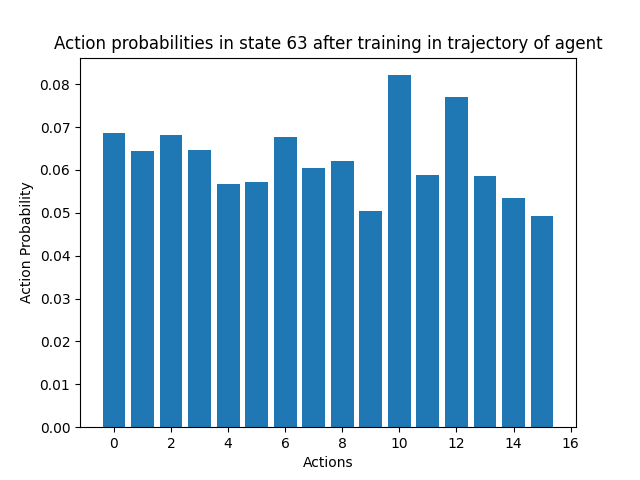 Action probabilities in state 63 after training in trajectory of agent
0.08
0.07
0.06
0.05
0.04
0.03
0.02
0.01
0.00
Action Probability
0 2 4 6 8 10 12 14 16
Actions